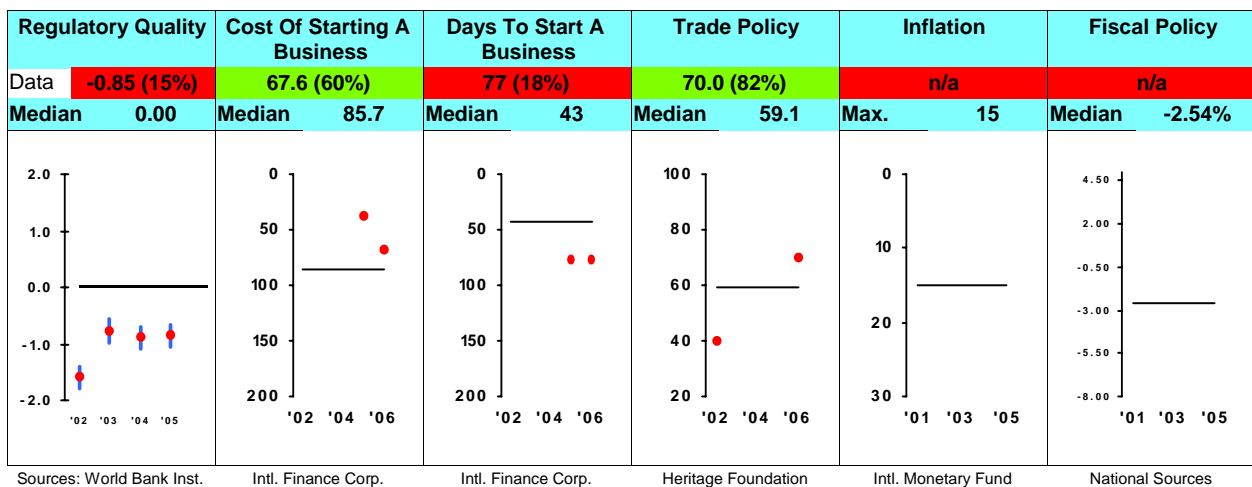 Regulatory Quality
Cost Of Starting A
Business
Days To Start A
Business
Trade Policy
Inflation
Fiscal Policy
Data -0.85 (15%) 67.6 (60%) 77 (18%) 70.0 (82%) n/a n/a
Median 0.00 Median 85.7 Median 43 Median 59.1 Max. 15 Median -2.54%
2.0
1.0
0.0
-1.0
-2.0
'02 '03 '04 '05
0
50
100
150
200
'02 '04 '06
0
50
100
150
200
'02 '04 '06
100
80
60
40
20
'02 '04 '06
0
10
20
30
'01 '03 '05
4.50
2.00
-0.50
-3.00
-5.50
-8.00
'01 '03 '05
Sources: World Bank Inst. Intl. Finance Corp. Intl. Finance Corp. Heritage Foundation Intl. Monetary Fund National Sources